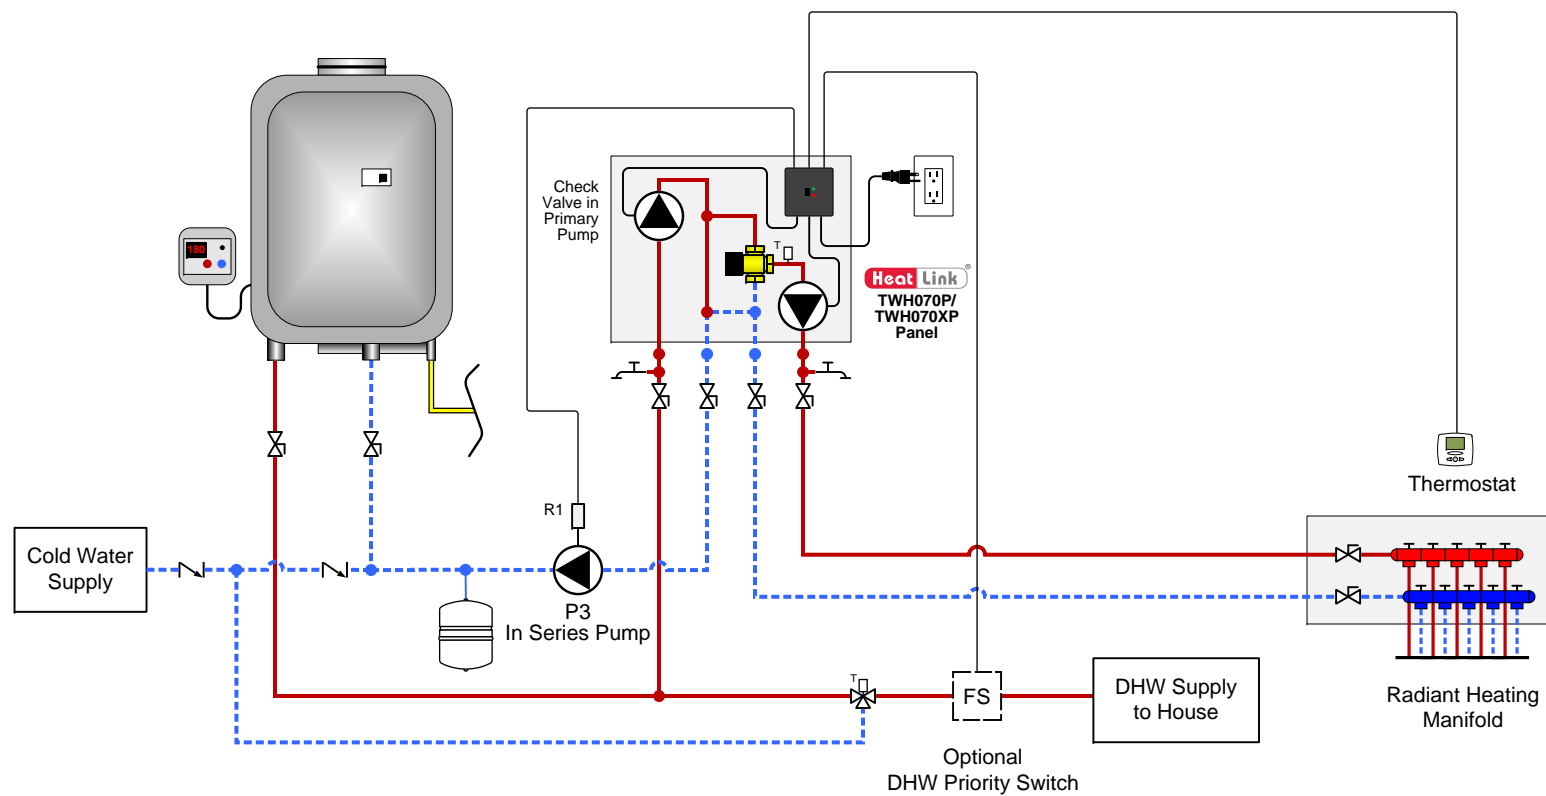 180
Check
Valve in
Primary
Pump
T
Heat Link®
TWH070P/
TWH070XP
Panel
Thermostat
R1
Cold Water
Supply
P3
In Series Pump
T
FS
DHW Supply
to House
Radiant Heating
Manifold
Optional
DHW Priority Switch